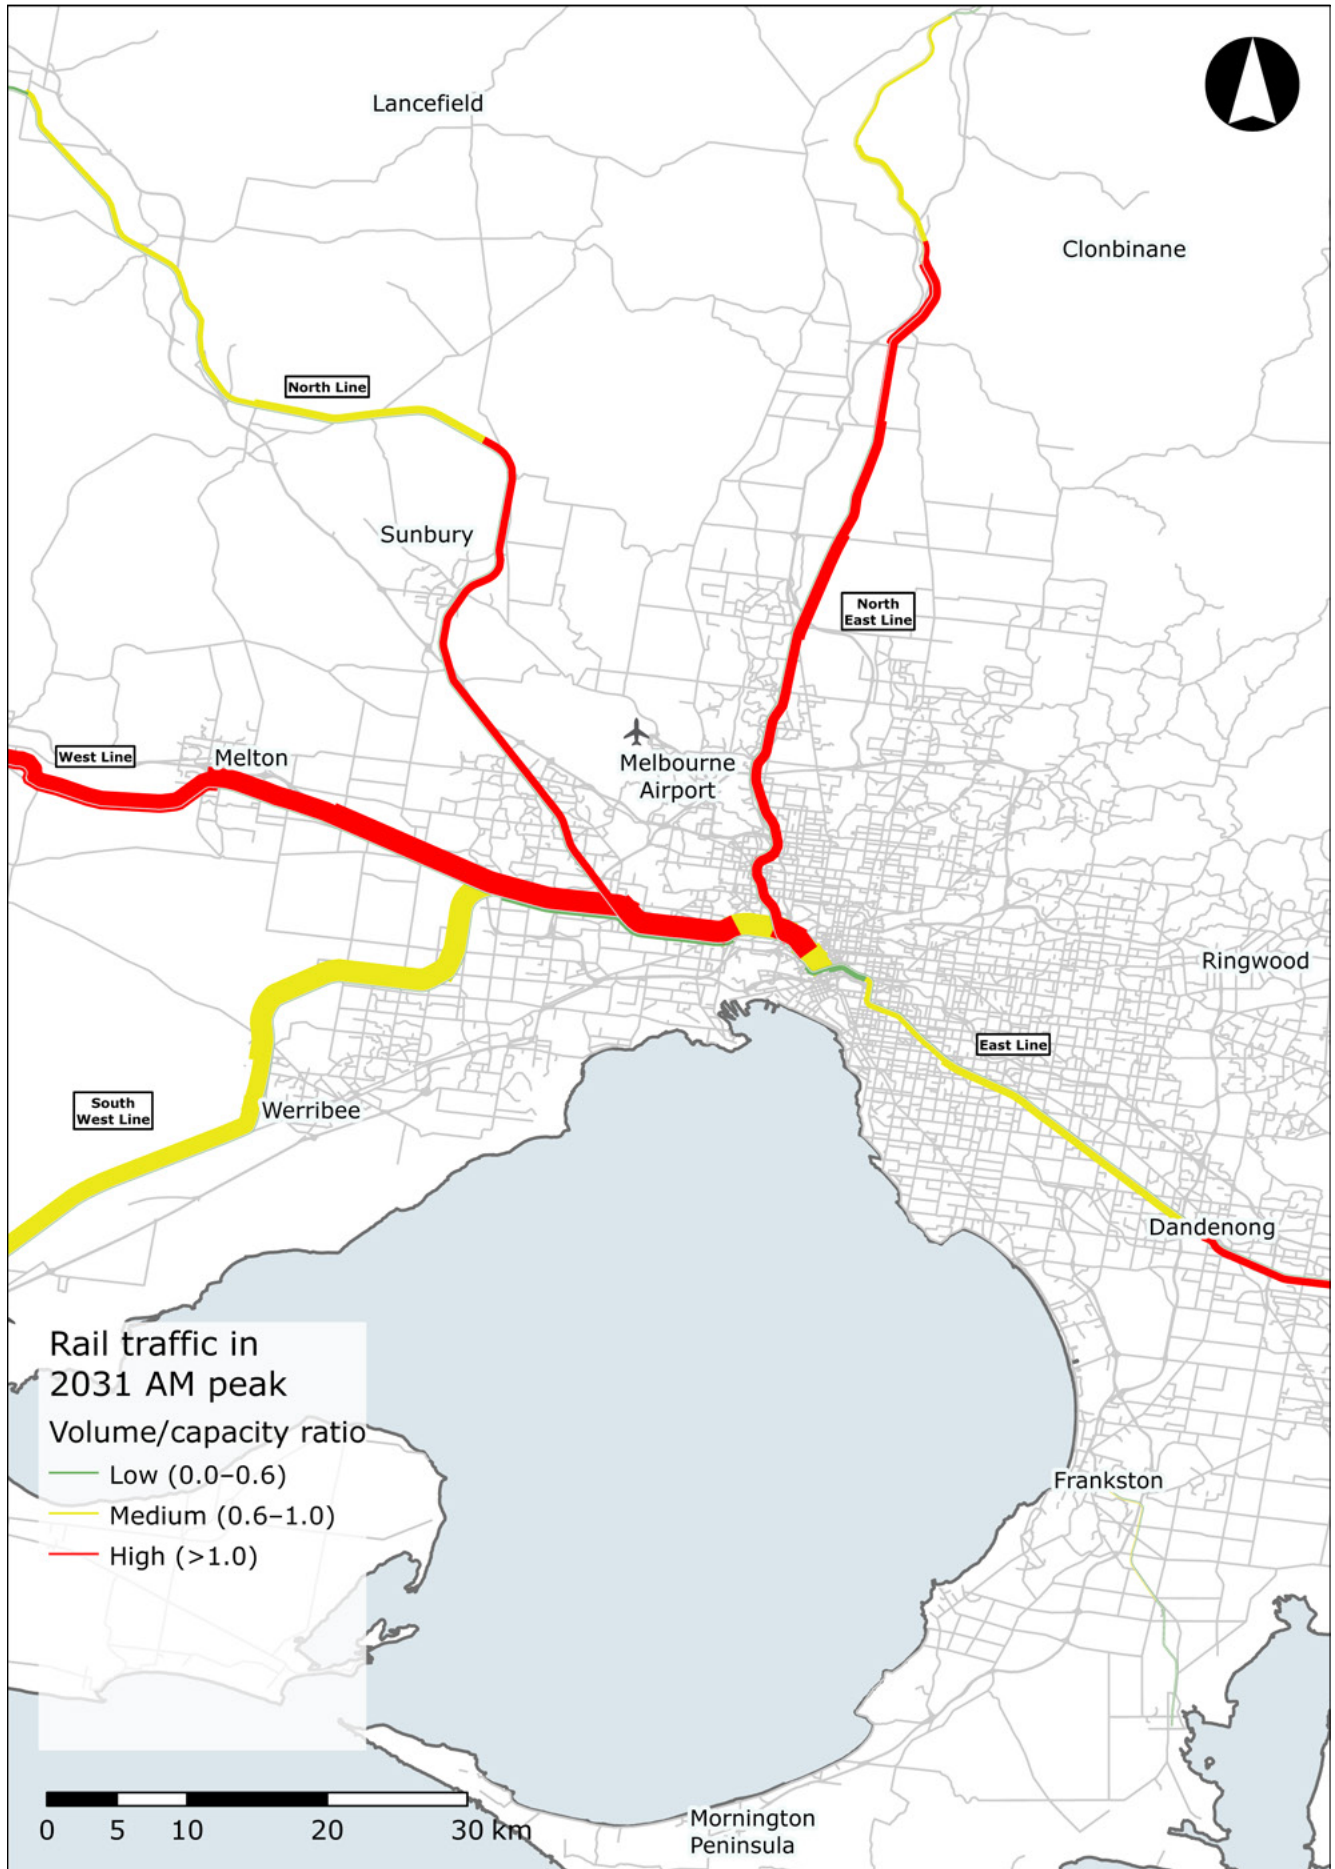 Lancefield
Clonbinane
North Line
Sunbury
North
East Line
West Line
Melton
Melbourne
Airport
Ringwood
East Line
South
West Line
Werribee
Dandenong
Rail traffic in
2031 AM peak
Volume/capacity ratio
Low (0.0–0.6)
Medium (0.6–1.0)
High (>1.0)
Frankston
0 5 10 20 30 km
Mornington
Peninsula